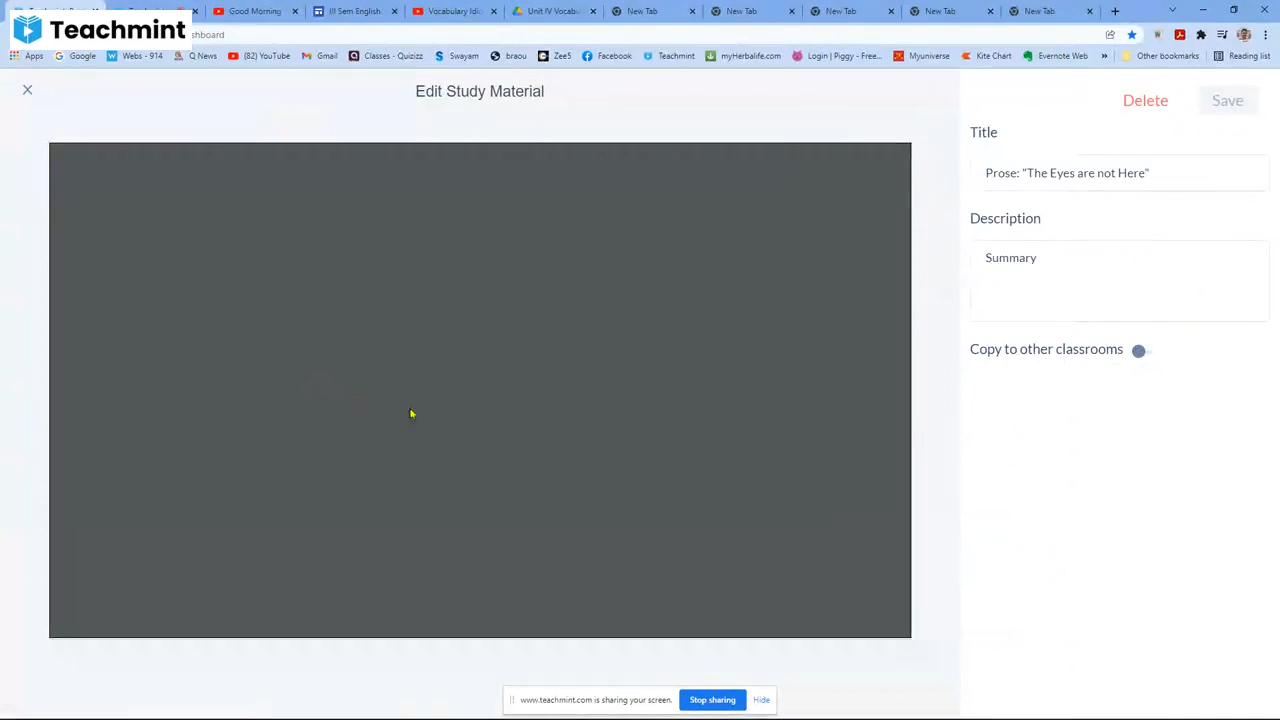 Teachmint
Good Morning
III Sem English
Vocabulary Id
Unit IV Vocab
New Tab
New Tab
New Tab
New Tab
shboard
Apps
Google
Webs - 914
Q News
(82) YouTube
Gmail
Classes - Quizizz
Swayam
braou
Zee5
Facebook
Teachmint
myHerbalife.com
Login | Piggy - Free...
Myuniverse
Kite Chart
Evernote Web
»
Other bookmarks
Reading list
Edit Study Material
Delete
Save
Title
Prose: "The Eyes are not Here"
Description
Summary
Copy to other classrooms
www.teachmint.com is sharing your screen.
Stop sharing
Hide